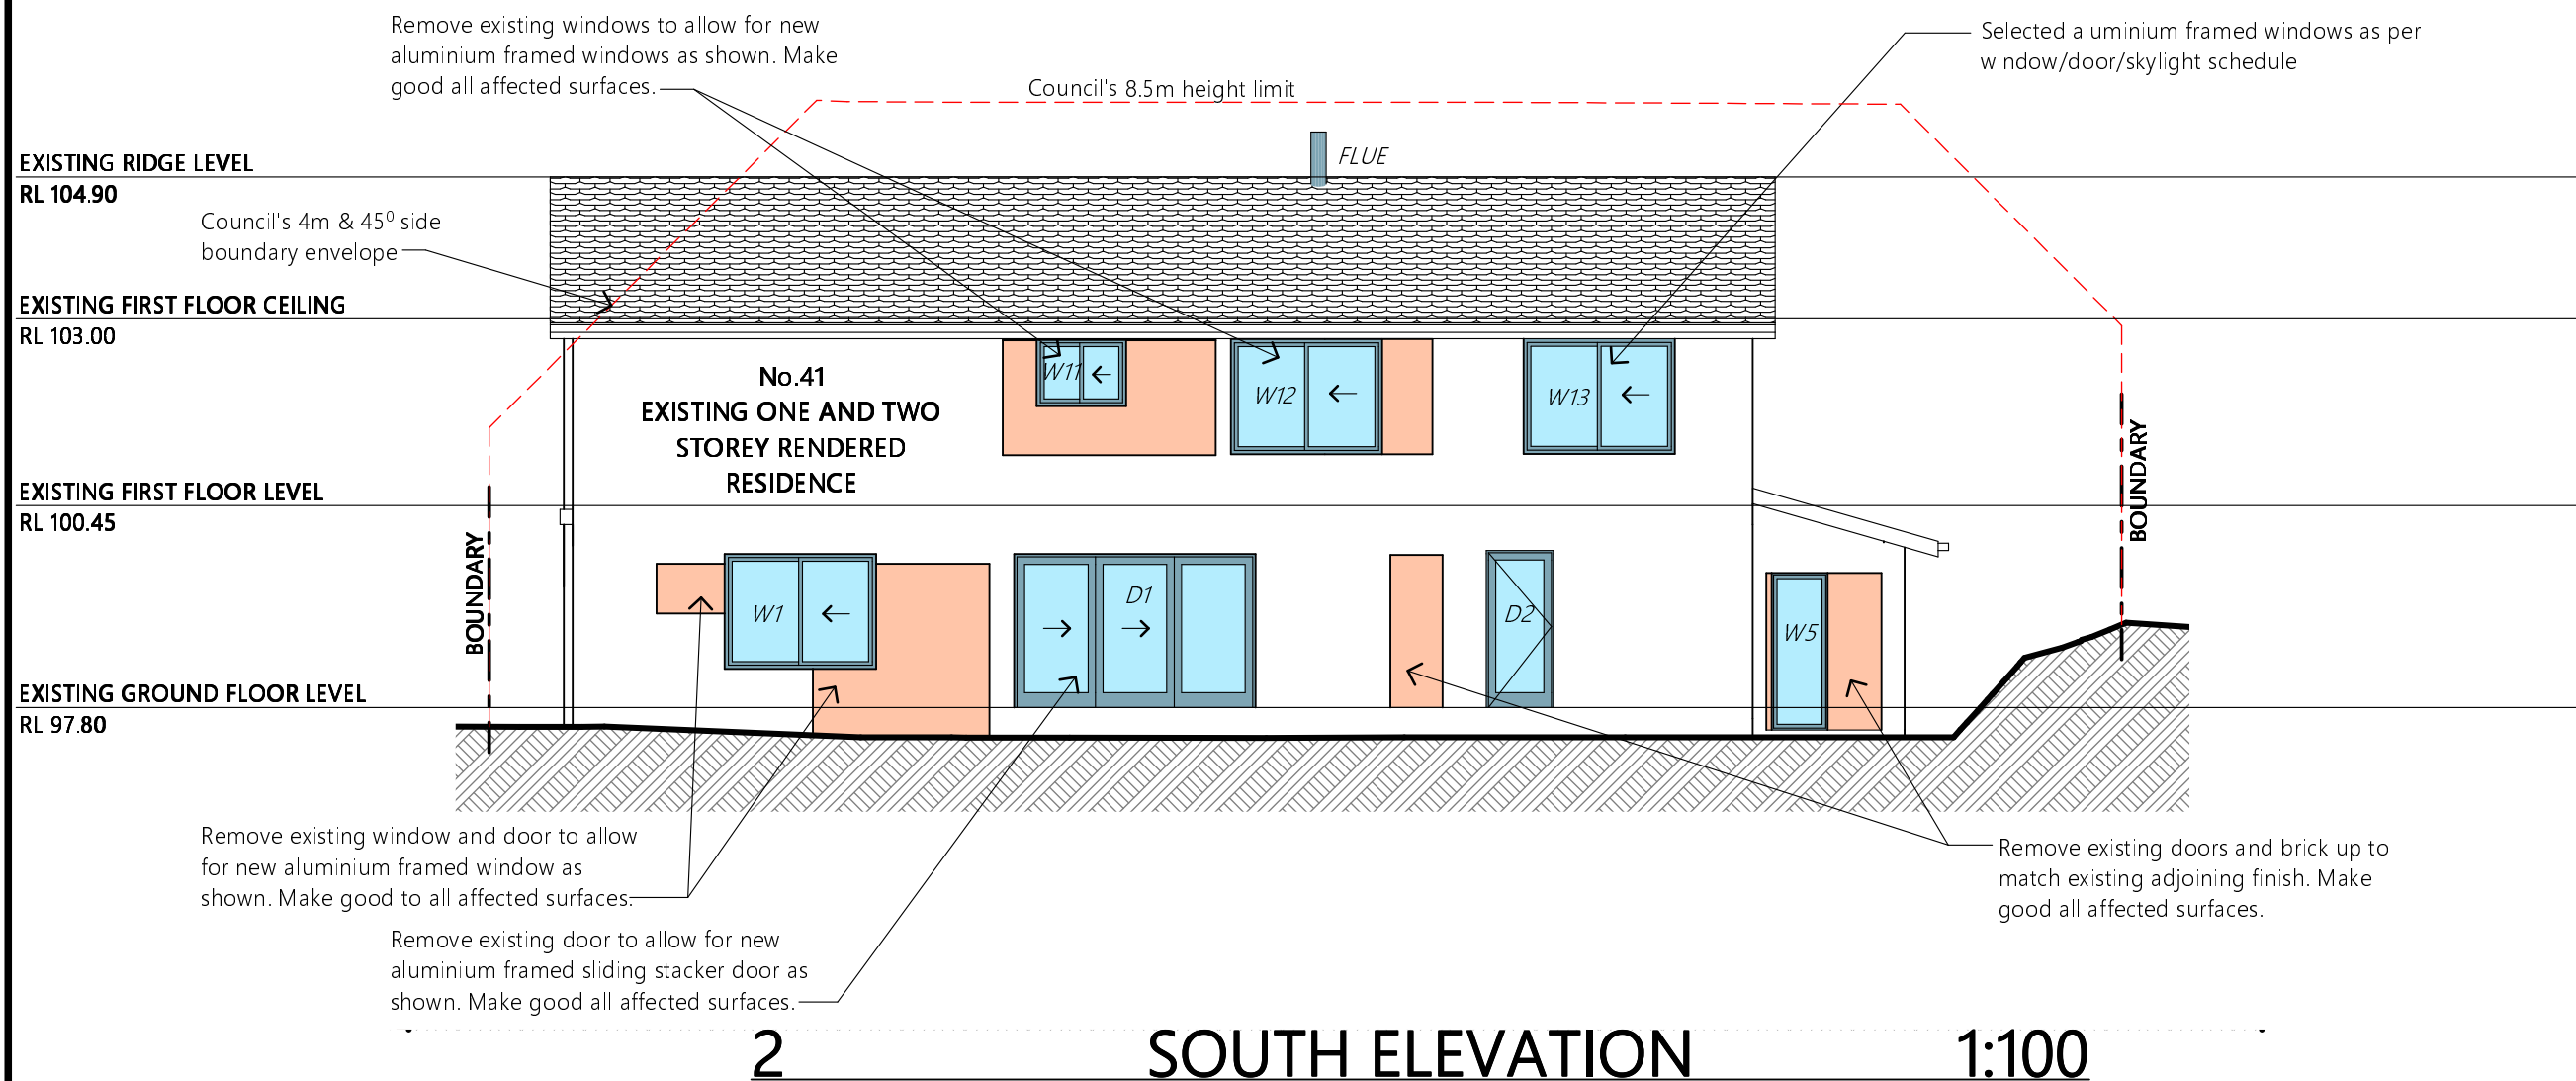 Remove existing windows to allow for new
aluminium framed windows as shown. Make
good all affected surfaces.
Selected aluminium framed windows as per
window/door/skylight schedule
Council's 8.5m height limit
FLUE
EXISTING RIDGE LEVEL
RL 104.90
Council's 4m & 45⁰ side
boundary envelope
EXISTING FIRST FLOOR CEILING
RL 103.00
No.41
EXISTING ONE AND TWO
STOREY RENDERED
RESIDENCE
W11
W12
W13
EXISTING FIRST FLOOR LEVEL
RL 100.45
BOUNDARY
BOUNDARY
W1
D1
D2
W5
EXISTING GROUND FLOOR LEVEL
RL 97.80
Remove existing window and door to allow
for new aluminium framed window as
shown. Make good to all affected surfaces.
Remove existing doors and brick up to
match existing adjoining finish. Make
good all affected surfaces.
Remove existing door to allow for new
aluminium framed sliding stacker door as
shown. Make good all affected surfaces.
2 SOUTH ELEVATION 1:100